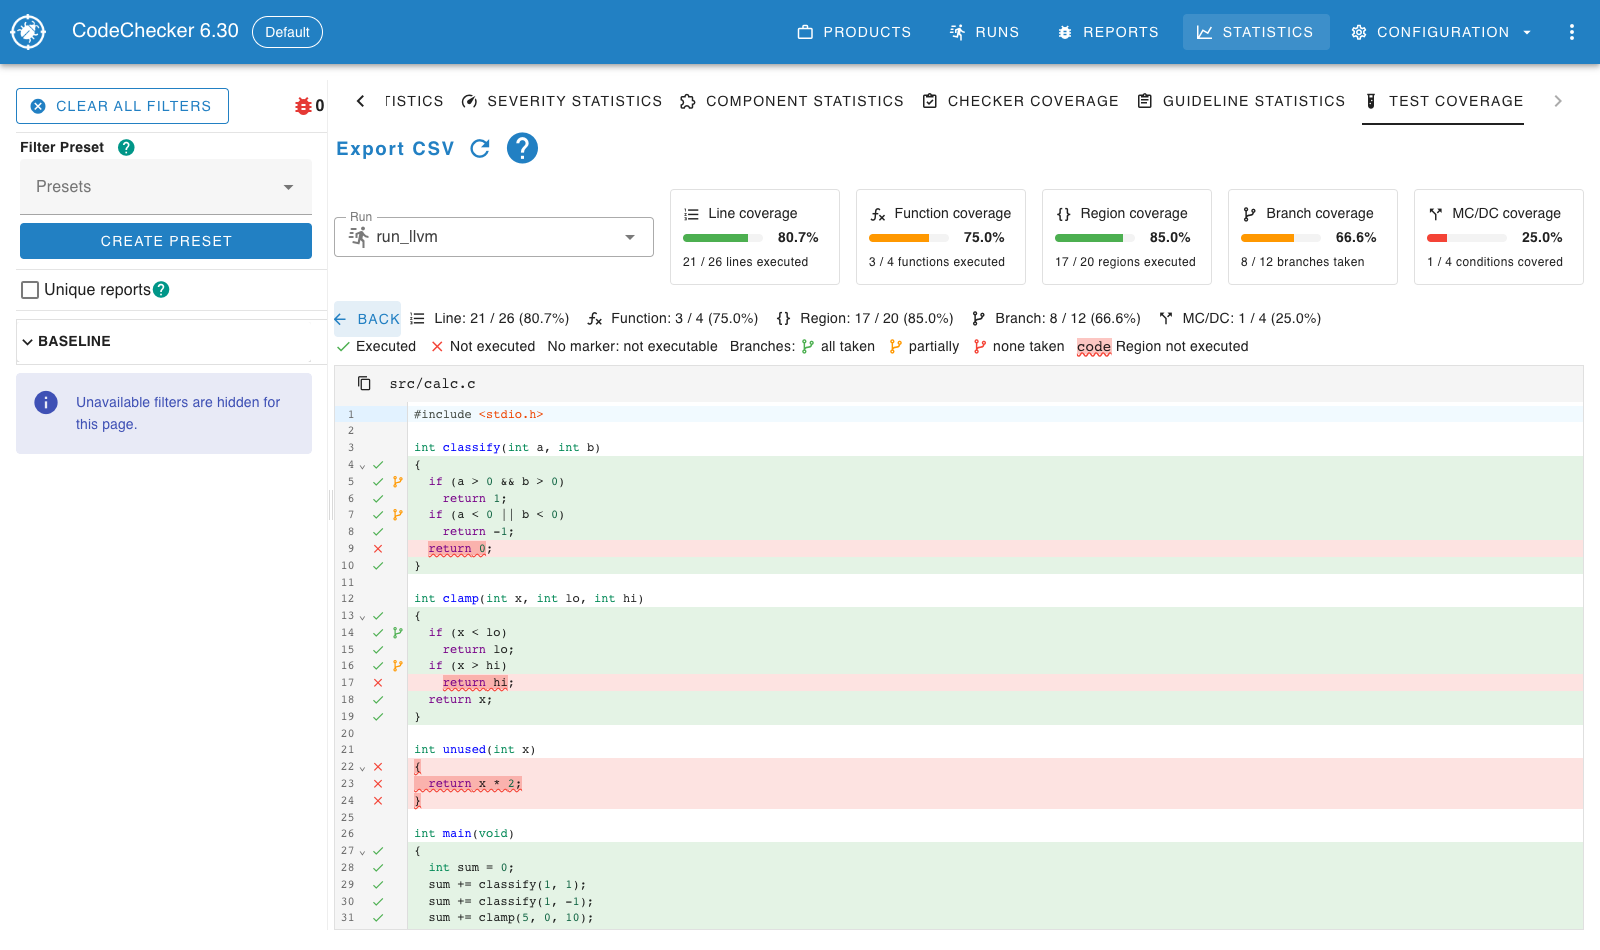 CodeChecker 6.30 Default PRODUCTS RUNS REPORTS STATISTICS CONFIGURATION
CLEAR ALL FILTERS 0
Filter Preset ?
Presets
CREATE PRESET
Unique reports ?
BASELINE
Unavailable filters are hidden for
this page.
TISTICS SEVERITY STATISTICS COMPONENT STATISTICS CHECKER COVERAGE GUIDELINE STATISTICS TEST COVERAGE
Export CSV ?
Run
run_llvm
Line coverage
80.7%
21 / 26 lines executed
Function coverage
75.0%
3 / 4 functions executed
Region coverage
85.0%
17 / 20 regions executed
Branch coverage
66.6%
8 / 12 branches taken
MC/DC coverage
25.0%
1 / 4 conditions covered
BACK Line: 21 / 26 (80.7%) Function: 3 / 4 (75.0%) Region: 17 / 20 (85.0%) Branch: 8 / 12 (66.6%) MC/DC: 1 / 4 (25.0%)
Executed Not executed No marker: not executable Branches: all taken partially none taken code Region not executed
src/calc.c
1 #include <stdio.h>
2
3 int classify(int a, int b)
4 {
5 if (a > 0 && b > 0)
6 return 1;
7 if (a < 0 || b < 0)
8 return -1;
9 return 0;
10 }
11
12 int clamp(int x, int lo, int hi)
13 {
14 if (x < lo)
15 return lo;
16 if (x > hi)
17 return hi;
18 return x;
19 }
20
21 int unused(int x)
22 {
23 return x * 2;
24 }
25
26 int main(void)
27 {
28 int sum = 0;
29 sum += classify(1, 1);
30 sum += classify(1, -1);
31 sum += clamp(5, 0, 10);